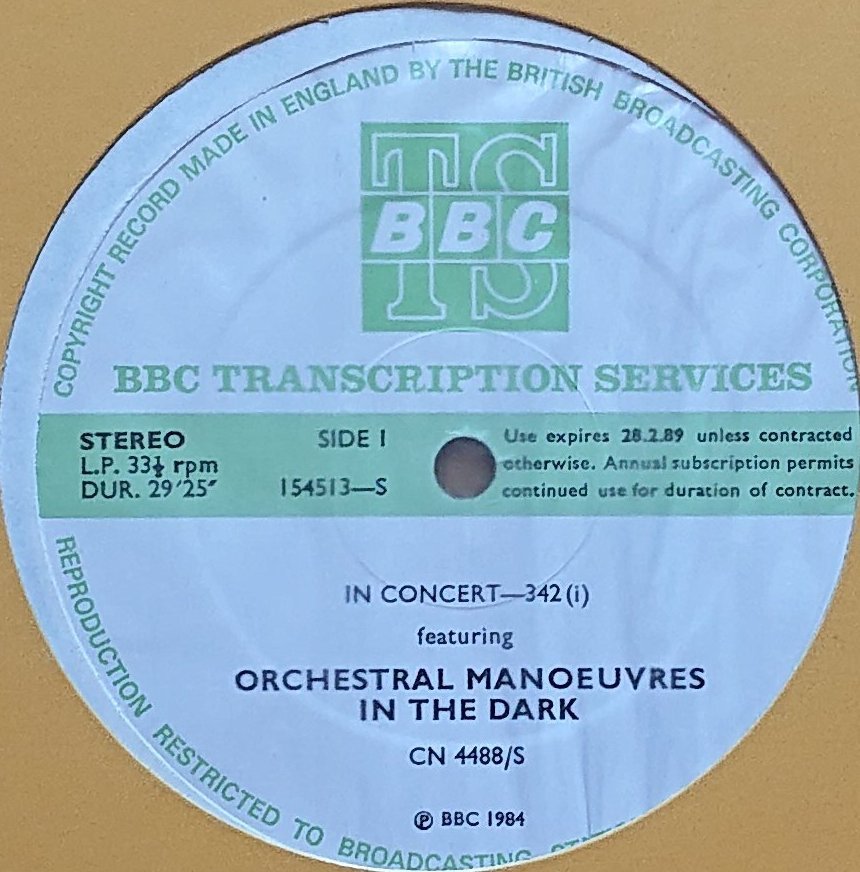 COPYRIGHT RECORD MADE IN ENGLAND BY THE BRITISH BROADCASTING CORPORATION
TS
BBC
BBC TRANSCRIPTION SERVICES
STEREO
L.P. 33⅓ rpm
DUR. 29'25"
SIDE 1
154513—S
Use expires 28.2.89 unless contracted
otherwise. Annual subscription permits
continued use for duration of contract.
IN CONCERT—342 (i)
featuring
ORCHESTRAL MANOEUVRES
IN THE DARK
CN 4488/S
℗ BBC 1984
REPRODUCTION RESTRICTED TO BROADCASTING